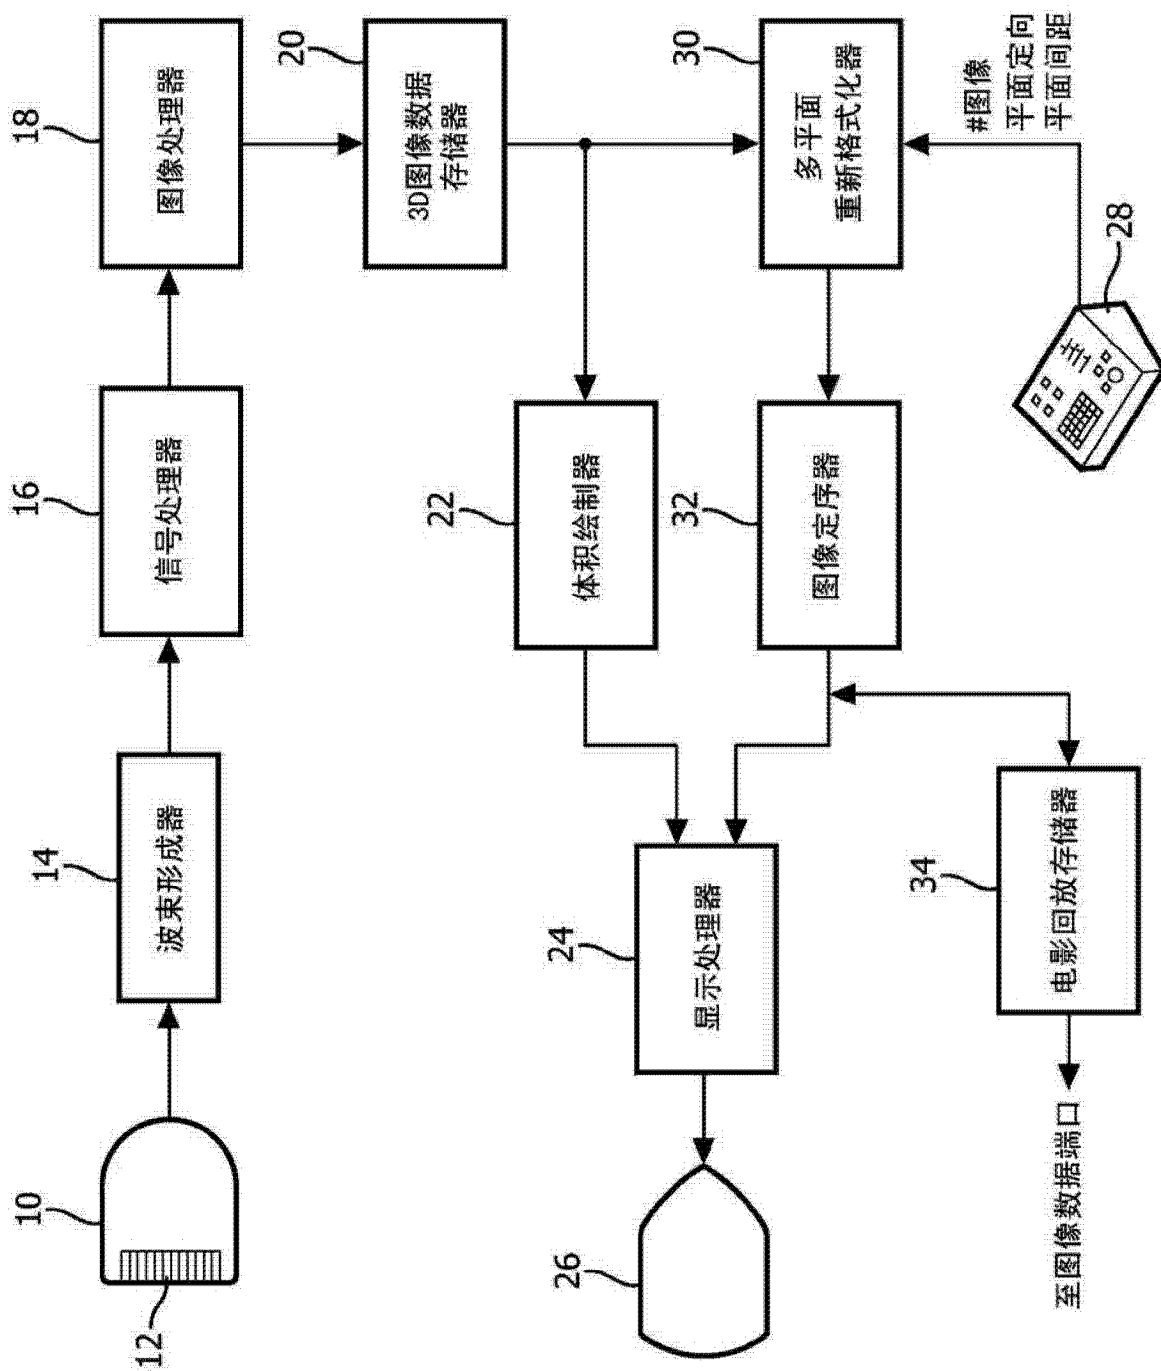 10
12
14
波束形成器
16
信号处理器
18
图像处理器
20
3D图像数据
存储器
22
体积绘制器
24
显示处理器
26
30
多平面
重新格式化器
32
图像定序器
34
电影回放存储器
至图像数据端口
28
#图像
平面定向
平面间距